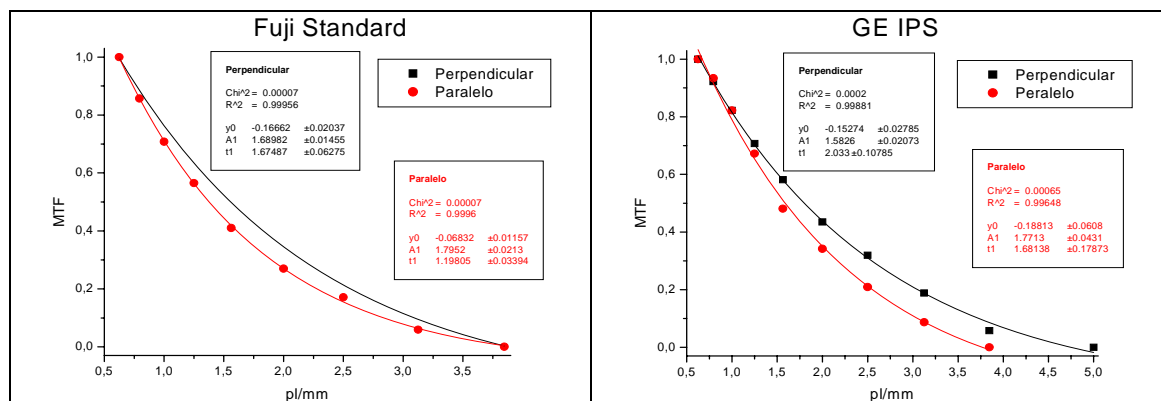 Fuji Standard
1,0
0,8
0,6
0,4
0,2
0,0
MTF
0,5 1,0 1,5 2,0 2,5 3,0 3,5
pl/mm
Perpendicular
Chi^2 = 0.00007
R^2 = 0.99956
y0 -0.16662 ±0.02037
A1 1.68982 ±0.01455
t1 1.67487 ±0.06275
Perpendicular
Paralelo
Paralelo
Chi^2 = 0.00007
R^2 = 0.9996
y0 -0.06832 ±0.01157
A1 1.7952 ±0.0213
t1 1.19805 ±0.03394
GE IPS
1,0
0,8
0,6
0,4
0,2
0,0
MTF
0,5 1,0 1,5 2,0 2,5 3,0 3,5 4,0 4,5 5,0
pl/mm
Perpendicular
Chi^2 = 0.0002
R^2 = 0.99881
y0 -0.15274 ±0.02785
A1 1.5826 ±0.02073
t1 2.033 ±0.10785
Perpendicular
Peralelo
Paralelo
Chi^2 = 0.00065
R^2 = 0.99648
y0 -0.18813 ±0.0608
A1 1.7713 ±0.0431
t1 1.68138 ±0.17873